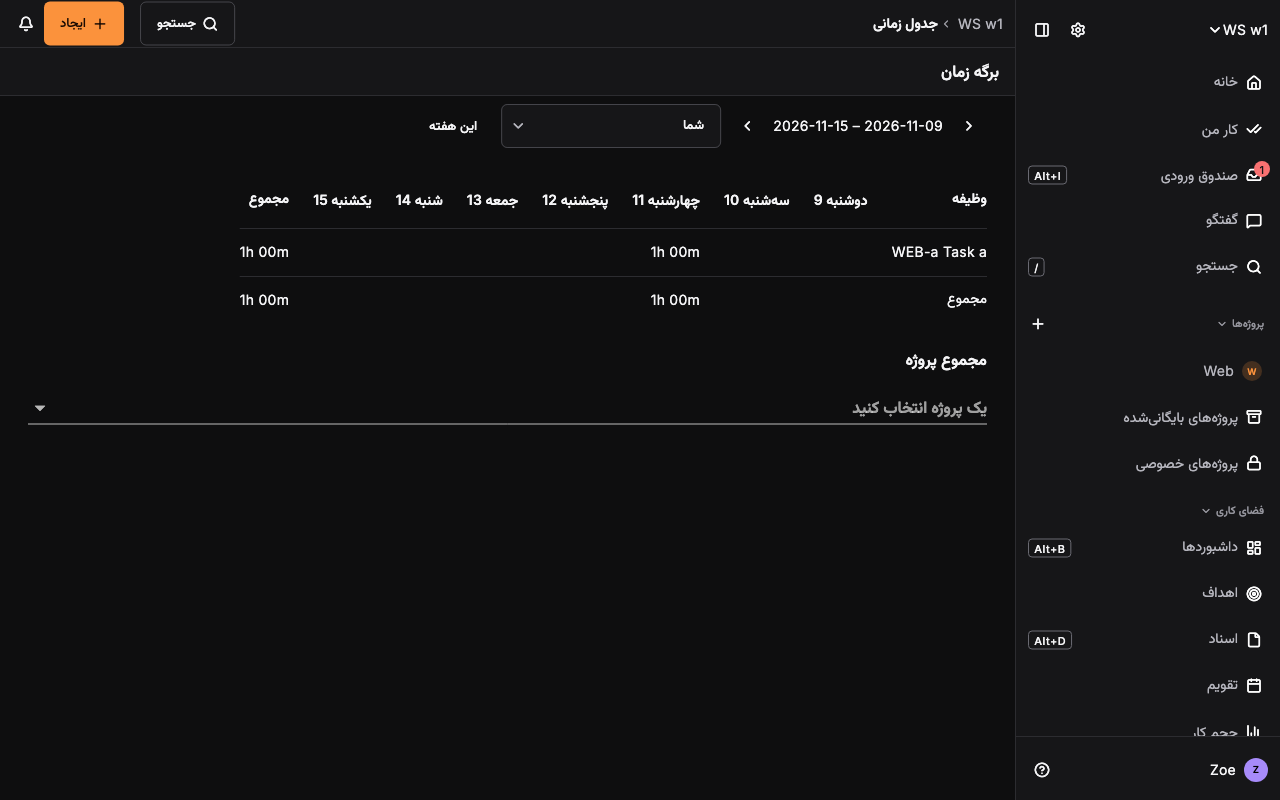 WS w1
خانه
کار من
1
صندوق ورودی
Alt+I
گفتگو
جستجو
/
پروژه‌ها
W
Web
پروژه‌های بایگانی‌شده
پروژه‌های خصوصی
فضای کاری
داشبوردها
Alt+B
اهداف
اسناد
Alt+D
تقویم
حجم کار
Z
Zoe
WS w1 › جدول زمانی
جستجو
ایجاد
برگه زمان
2026-11-09 – 2026-11-15
شما
این هفته
وظیفه دوشنبه 9 سه‌شنبه 10 چهارشنبه 11 پنجشنبه 12 جمعه 13 شنبه 14 یکشنبه 15 مجموع
WEB-a Task a 1h 00m 1h 00m
مجموع 1h 00m 1h 00m
مجموع پروژه
یک پروژه انتخاب کنید